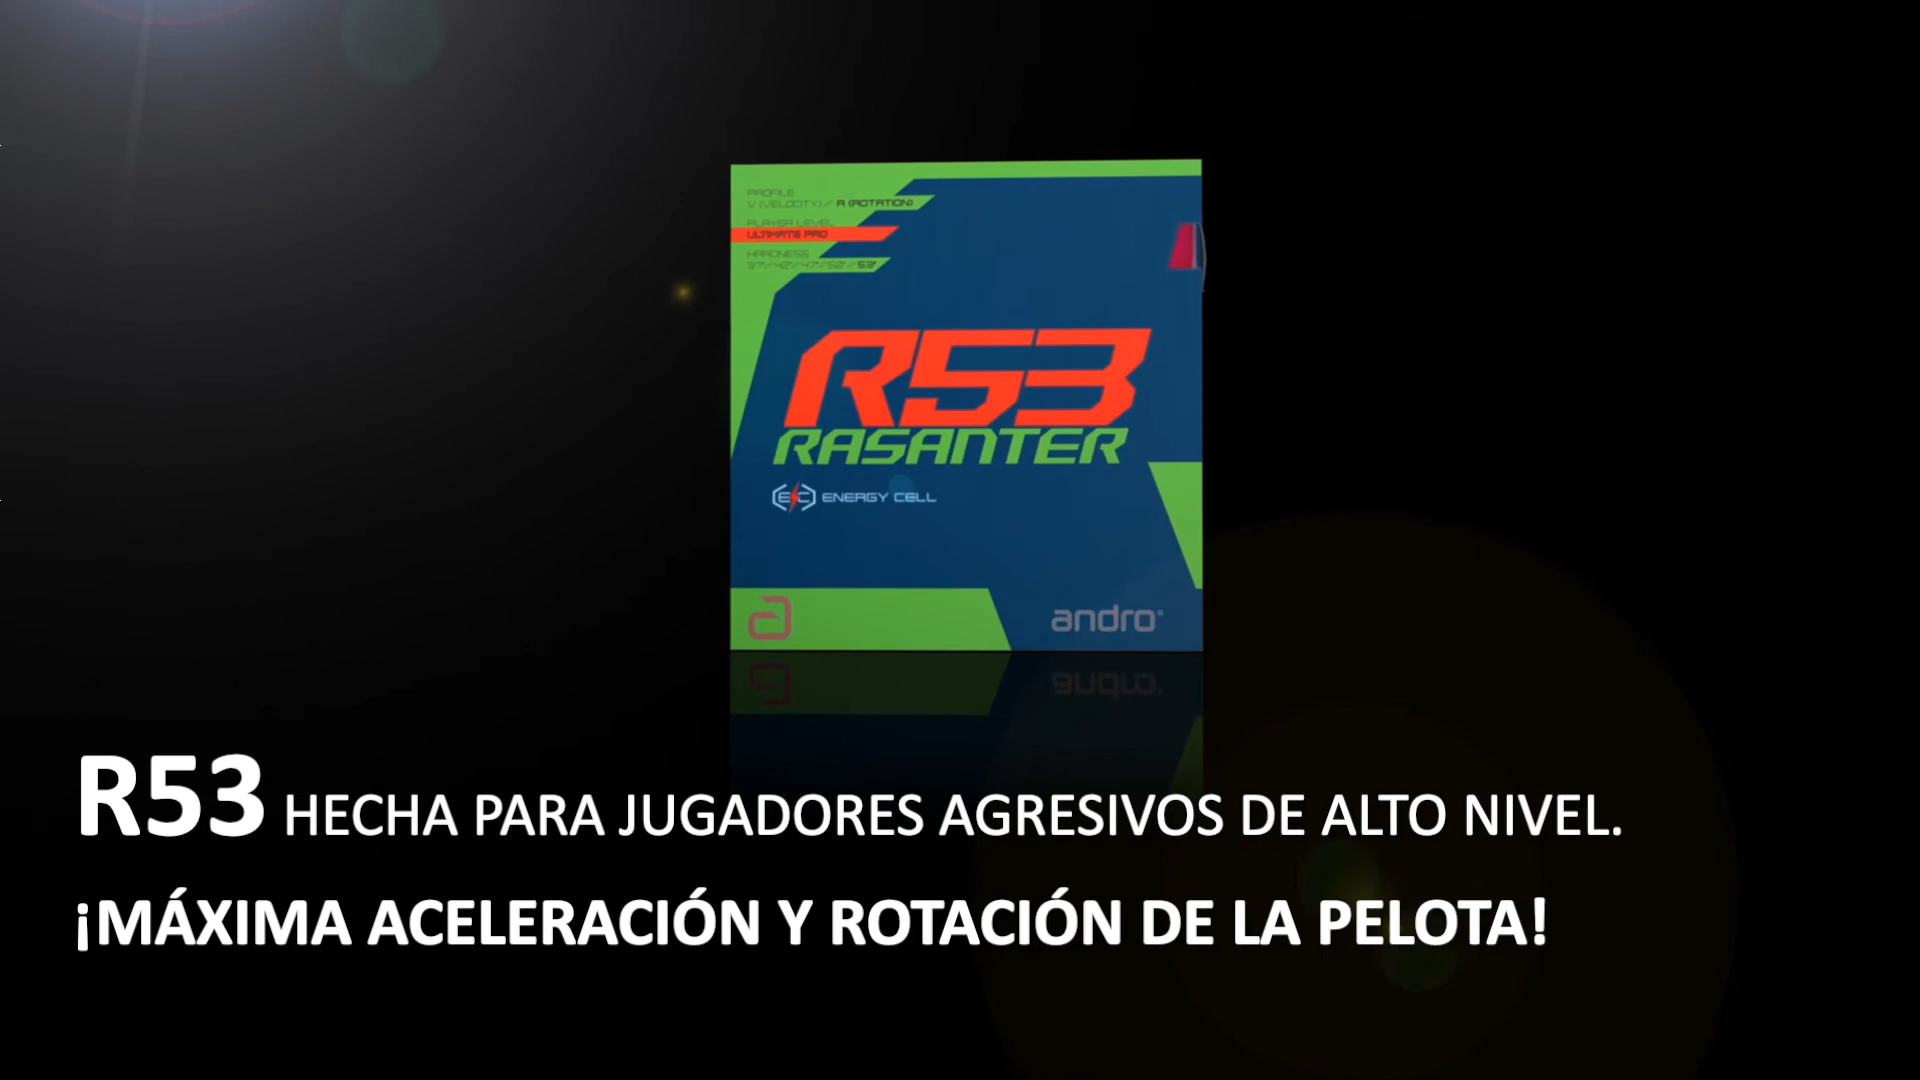 PROFILE
V (VELOCITY) // R (ROTATION)
PLAYER LEVEL
ULTIMATE PRO
HARDNESS
37°//42°//47°//52°//53°
R53
RASANTER
EC ENERGY CELL
a andro®
R53 HECHA PARA JUGADORES AGRESIVOS DE ALTO NIVEL.
¡MÁXIMA ACELERACIÓN Y ROTACIÓN DE LA PELOTA!